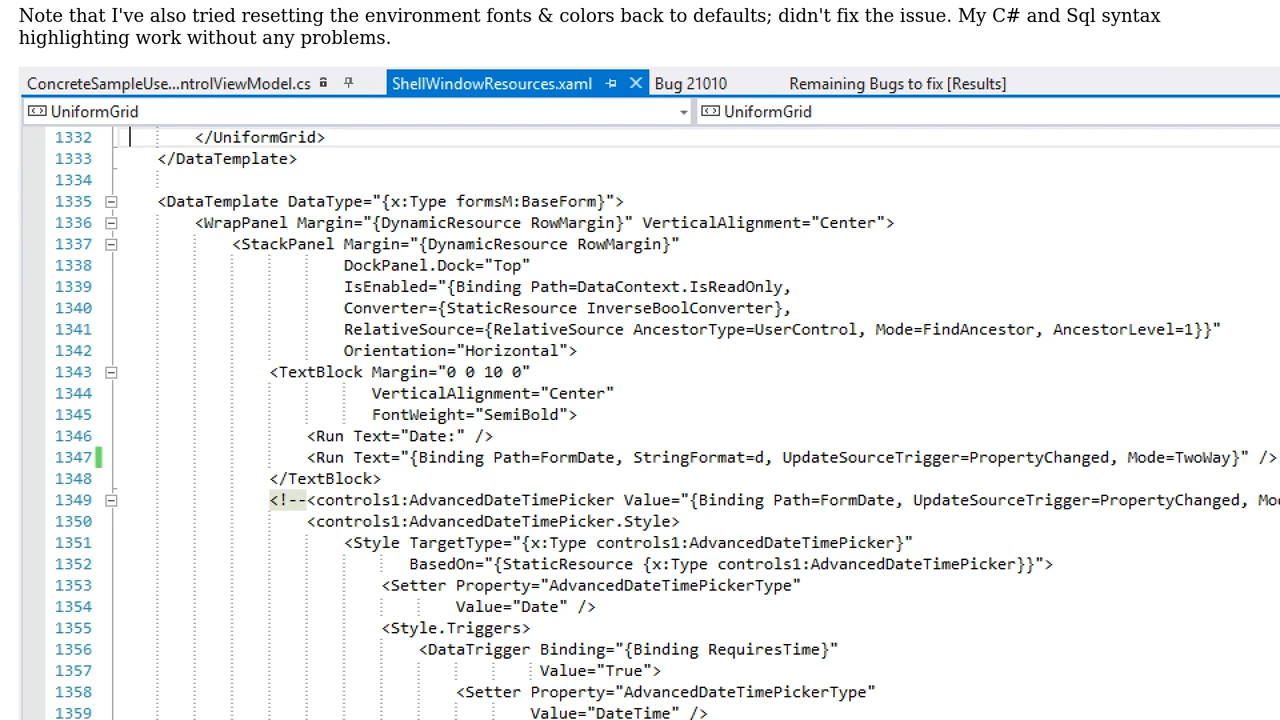 Note that I've also tried resetting the environment fonts & colors back to defaults; didn't fix the issue. My C# and Sql syntax
highlighting work without any problems.
ConcreteSampleUse...ntrolViewModel.cs ShellWindowResources.xaml Bug 21010 Remaining Bugs to fix [Results]
UniformGrid UniformGrid
1332 </UniformGrid>
1333 </DataTemplate>
1334
1335 <DataTemplate DataType="{x:Type formsM:BaseForm}">
1336 <WrapPanel Margin="{DynamicResource RowMargin}" VerticalAlignment="Center">
1337 <StackPanel Margin="{DynamicResource RowMargin}"
1338 DockPanel.Dock="Top"
1339 IsEnabled="{Binding Path=DataContext.IsReadOnly,
1340 Converter={StaticResource InverseBoolConverter},
1341 RelativeSource={RelativeSource AncestorType=UserControl, Mode=FindAncestor, AncestorLevel=1}}"
1342 Orientation="Horizontal">
1343 <TextBlock Margin="0 0 10 0"
1344 VerticalAlignment="Center"
1345 FontWeight="SemiBold">
1346 <Run Text="Date:" />
1347 <Run Text="{Binding Path=FormDate, StringFormat=d, UpdateSourceTrigger=PropertyChanged, Mode=TwoWay}" />
1348 </TextBlock>
1349 <!--<controls1:AdvancedDateTimePicker Value="{Binding Path=FormDate, UpdateSourceTrigger=PropertyChanged, Mo
1350 <controls1:AdvancedDateTimePicker.Style>
1351 <Style TargetType="{x:Type controls1:AdvancedDateTimePicker}"
1352 BasedOn="{StaticResource {x:Type controls1:AdvancedDateTimePicker}}">
1353 <Setter Property="AdvancedDateTimePickerType"
1354 Value="Date" />
1355 <Style.Triggers>
1356 <DataTrigger Binding="{Binding RequiresTime}"
1357 Value="True">
1358 <Setter Property="AdvancedDateTimePickerType"
1359 Value="DateTime" />